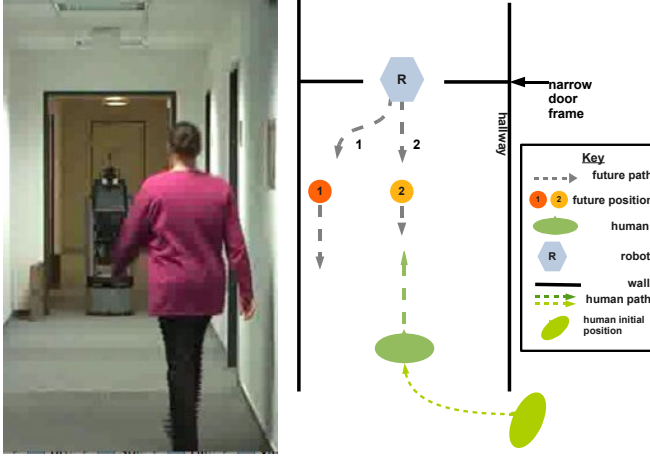 R
narrow
door
frame
hallway
1
2
1
2
Key
future path
1 2 future position
human
R robot
wall
human path
human initial
position